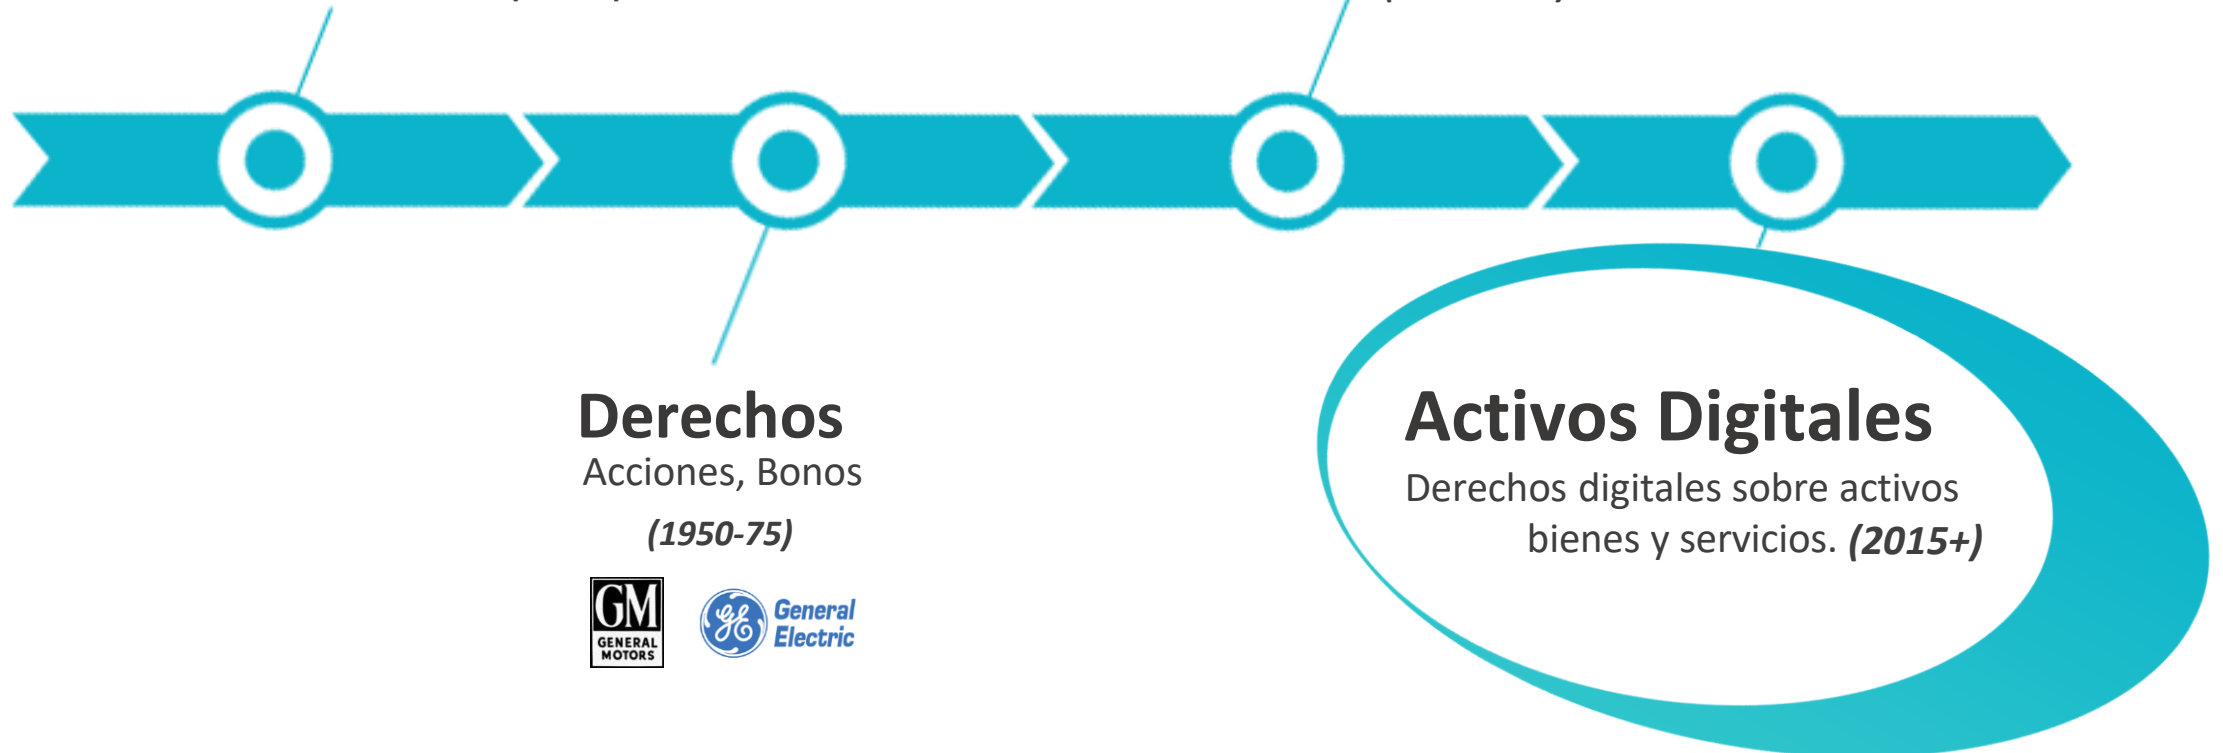 Derechos
Acciones, Bonos
(1950-75)
GM
GENERAL
MOTORS
GE
General
Electric
Activos Digitales
Derechos digitales sobre activos
bienes y servicios. (2015+)